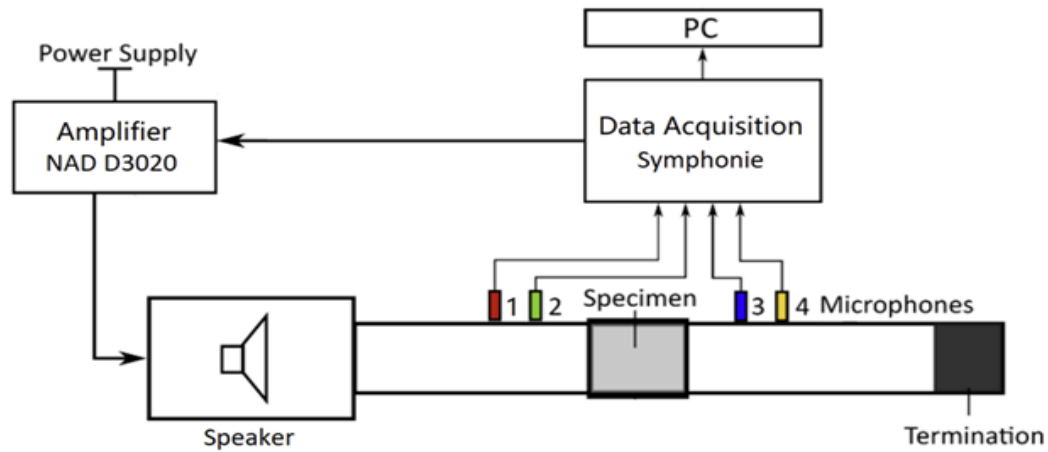 PC
Power Supply
Amplifier
NAD D3020
Data Acquisition
Symphonie
1
2
Specimen
3
4
Microphones
Speaker
Termination